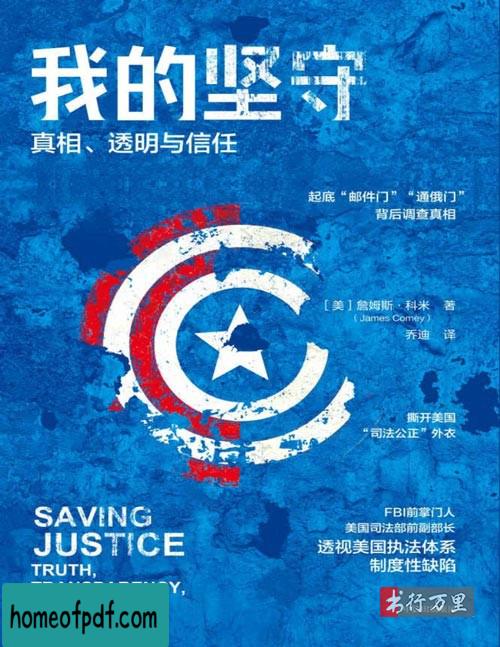 我的坚守
真相、透明与信任
起底“邮件门”“通俄门”
背后调查真相
［美］詹姆斯·科米 著
（James Comey）
乔迪 译
撕开美国
“司法公正”外衣
SAVING
JUSTICE
TRUTH,
TRANSPARENCY,
FBI前掌门人
美国司法部前副部长
透视美国执法体系
制度性缺陷
书行万里
homeofpdf.com